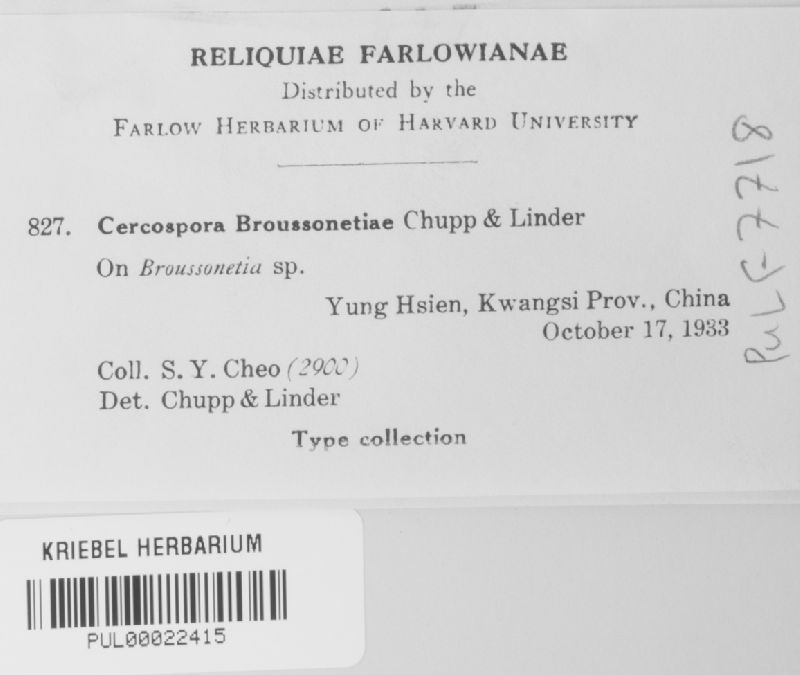 RELIQUIAE FARLOWIANAE
Distributed by the
FARLOW HERBARIUM OF HARVARD UNIVERSITY
827. Cercospora Broussonetiae Chupp & Linder
On Broussonetia sp.
Yung Hsien, Kwangsi Prov., China
October 17, 1933
Coll. S. Y. Cheo (2900)
Det. Chupp & Linder
Type collection
PUL F7718
KRIEBEL HERBARIUM
PUL00022415